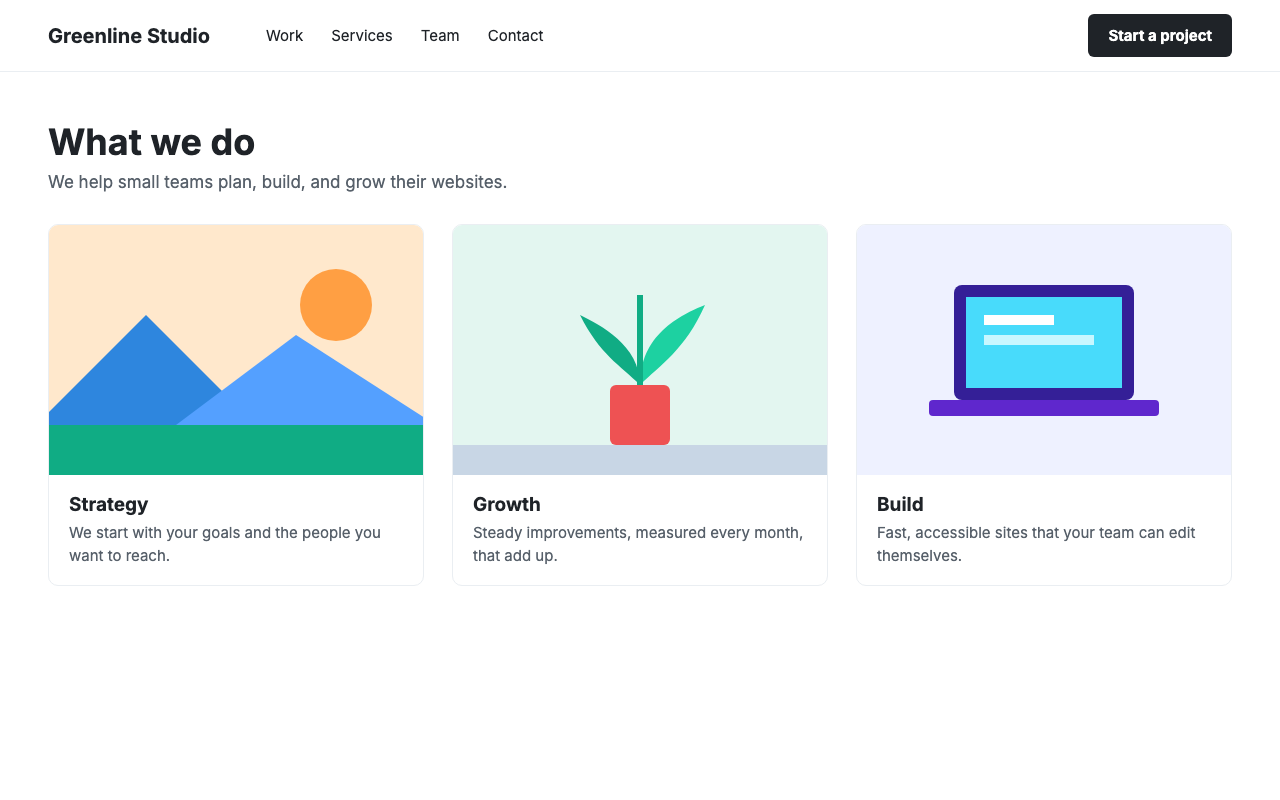 Greenline Studio
Work
Services
Team
Contact
Start a project
What we do
We help small teams plan, build, and grow their websites.
Strategy
We start with your goals and the people you
want to reach.
Growth
Steady improvements, measured every month,
that add up.
Build
Fast, accessible sites that your team can edit
themselves.